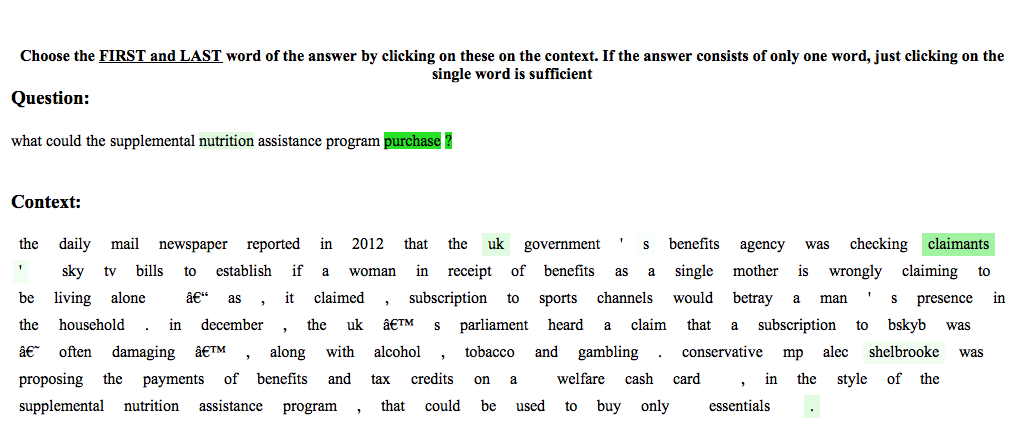 Choose the FIRST and LAST word of the answer by clicking on these on the context. If the answer consists of only one word, just clicking on the
single word is sufficient
Question:
what could the supplemental nutrition assistance program purchase ?
Context:
the daily mail newspaper reported in 2012 that the uk government ' s benefits agency was checking claimants
' sky tv bills to establish if a woman in receipt of benefits as a single mother is wrongly claiming to
be living alone â€“ as , it claimed , subscription to sports channels would betray a man ' s presence in
the household . in december , the uk â€™ s parliament heard a claim that a subscription to bskyb was
â€˜ often damaging â€™ , along with alcohol , tobacco and gambling . conservative mp alec shelbrooke was
proposing the payments of benefits and tax credits on a welfare cash card , in the style of the
supplemental nutrition assistance program , that could be used to buy only essentials .